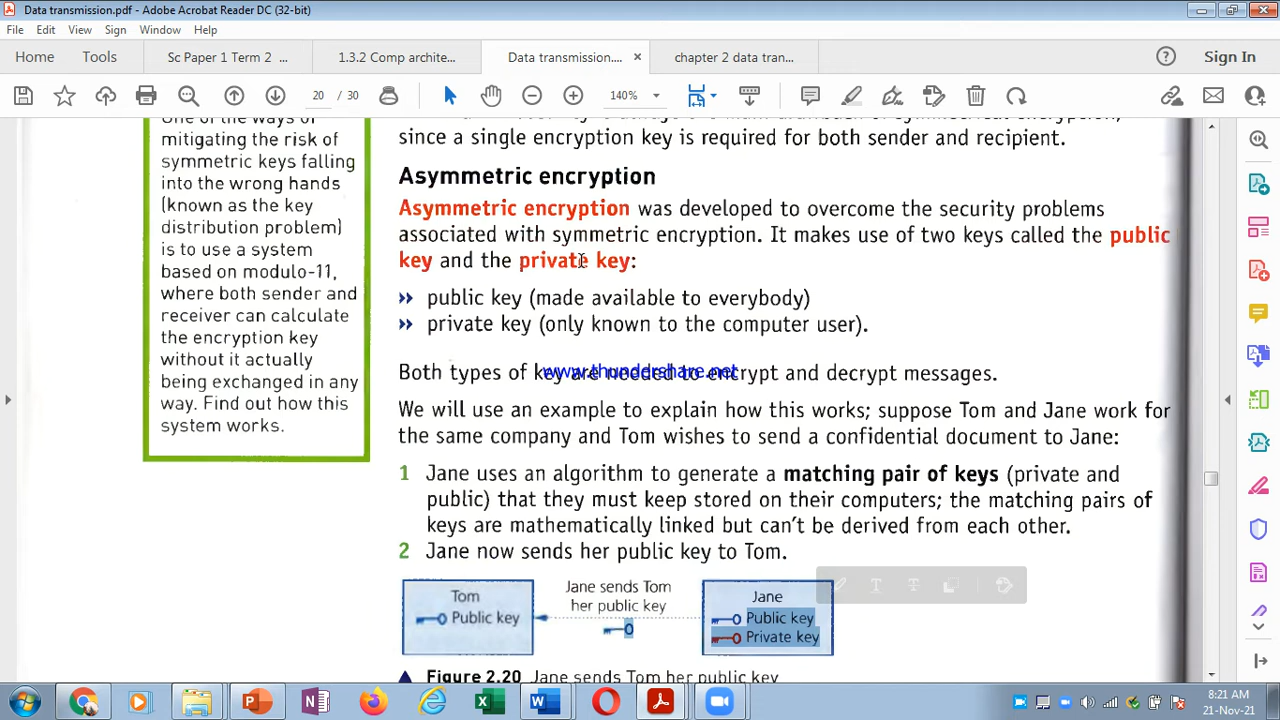 Data transmission.pdf - Adobe Acrobat Reader DC (32-bit)
File Edit View Sign Window Help
Home Tools Sc Paper 1 Term 2 ... 1.3.2 Comp archite... Data transmission.... × chapter 2 data tran... Sign In
20 / 30 140%
One of the ways of
mitigating the risk of
symmetric keys falling
into the wrong hands
(known as the key
distribution problem)
is to use a system
based on modulo-11,
where both sender and
receiver can calculate
the encryption key
without it actually
being exchanged in any
way. Find out how this
system works.
since a single encryption key is required for both sender and recipient.
Asymmetric encryption
Asymmetric encryption was developed to overcome the security problems
associated with symmetric encryption. It makes use of two keys called the public
key and the private key:
» public key (made available to everybody)
» private key (only known to the computer user).
Both types of key are needed to encrypt and decrypt messages.
www.thundershare.net
We will use an example to explain how this works; suppose Tom and Jane work for
the same company and Tom wishes to send a confidential document to Jane:
1 Jane uses an algorithm to generate a matching pair of keys (private and
public) that they must keep stored on their computers; the matching pairs of
keys are mathematically linked but can't be derived from each other.
2 Jane now sends her public key to Tom.
Tom
Public key
Jane sends Tom
her public key
Jane
Public key
Private key
Figure 2.20 Jane sends Tom her public key
8:21 AM
21-Nov-21